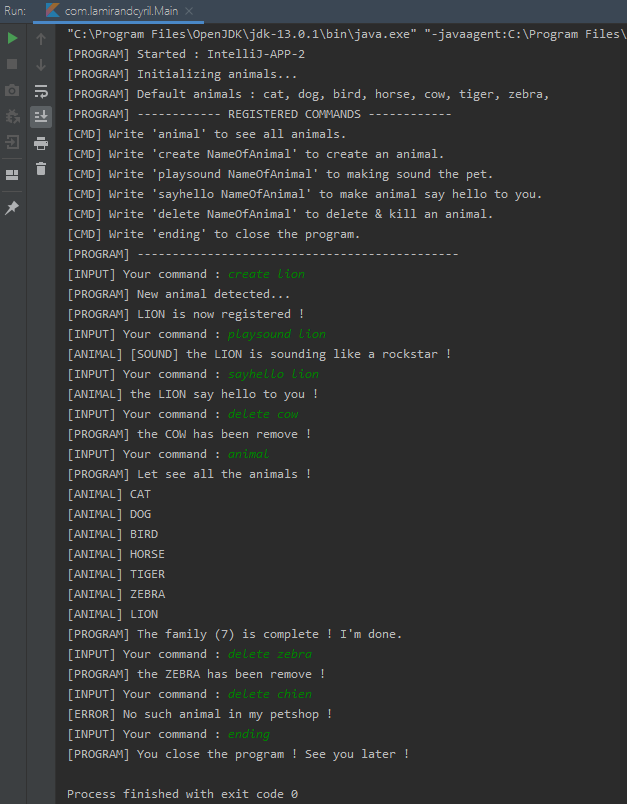 Run: com.lamirandcyril.Main ×
"C:\Program Files\OpenJDK\jdk-13.0.1\bin\java.exe" "-javaagent:C:\Program Files\
[PROGRAM] Started : IntelliJ-APP-2
[PROGRAM] Initializing animals...
[PROGRAM] Default animals : cat, dog, bird, horse, cow, tiger, zebra,
[PROGRAM] ------------ REGISTERED COMMANDS ------------
[CMD] Write 'animal' to see all animals.
[CMD] Write 'create NameOfAnimal' to create an animal.
[CMD] Write 'playsound NameOfAnimal' to making sound the pet.
[CMD] Write 'sayhello NameOfAnimal' to make animal say hello to you.
[CMD] Write 'delete NameOfAnimal' to delete & kill an animal.
[CMD] Write 'ending' to close the program.
[PROGRAM] ----------------------------------------------
[INPUT] Your command : create lion
[PROGRAM] New animal detected...
[PROGRAM] LION is now registered !
[INPUT] Your command : playsound lion
[ANIMAL] [SOUND] the LION is sounding like a rockstar !
[INPUT] Your command : sayhello lion
[ANIMAL] the LION say hello to you !
[INPUT] Your command : delete cow
[PROGRAM] the COW has been remove !
[INPUT] Your command : animal
[PROGRAM] Let see all the animals !
[ANIMAL] CAT
[ANIMAL] DOG
[ANIMAL] BIRD
[ANIMAL] HORSE
[ANIMAL] TIGER
[ANIMAL] ZEBRA
[ANIMAL] LION
[PROGRAM] The family (7) is complete ! I'm done.
[INPUT] Your command : delete zebra
[PROGRAM] the ZEBRA has been remove !
[INPUT] Your command : delete chien
[ERROR] No such animal in my petshop !
[INPUT] Your command : ending
[PROGRAM] You close the program ! See you later !
Process finished with exit code 0